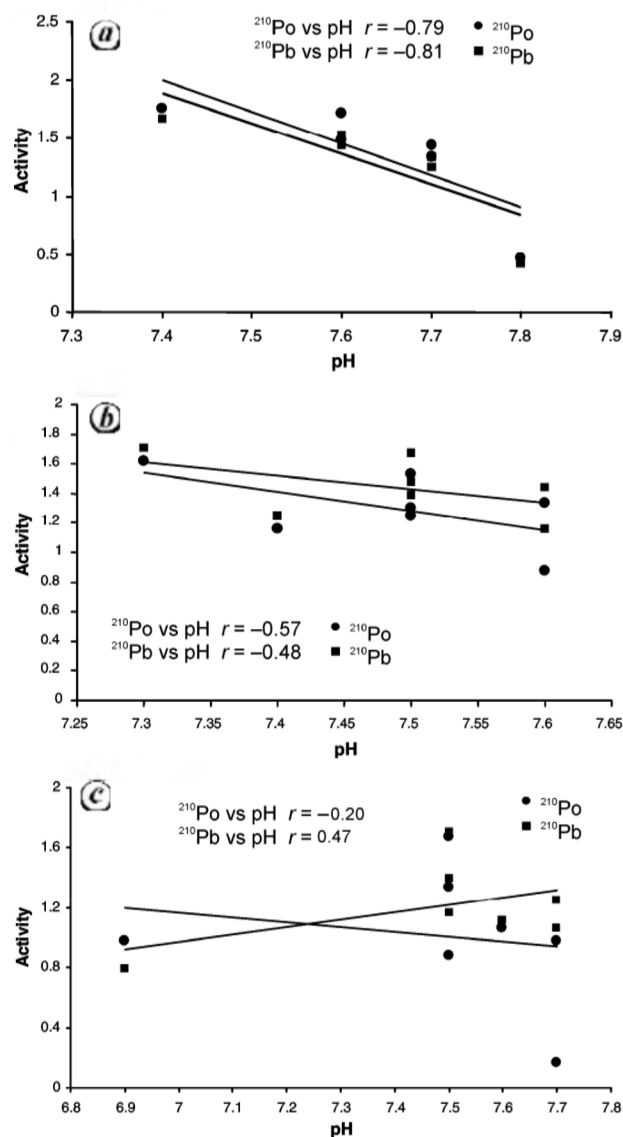 a
²¹⁰Po vs pH r = –0.79 ²¹⁰Po
²¹⁰Pb vs pH r = –0.81 ²¹⁰Pb
2.5
2
1.5
1
0.5
0
Activity
7.3 7.4 7.5 7.6 7.7 7.8 7.9
pH
b
2
1.8
1.6
1.4
1.2
1
0.8
0.6
0.4
0.2
0
Activity
²¹⁰Po vs pH r = –0.57 ²¹⁰Po
²¹⁰Pb vs pH r = –0.48 ²¹⁰Pb
7.25 7.3 7.35 7.4 7.45 7.5 7.55 7.6 7.65
pH
c
²¹⁰Po vs pH r = –0.20 ²¹⁰Po
²¹⁰Pb vs pH r = 0.47 ²¹⁰Pb
2
1.6
1.2
0.8
0.4
0
Activity
6.8 6.9 7 7.1 7.2 7.3 7.4 7.5 7.6 7.7 7.8
pH